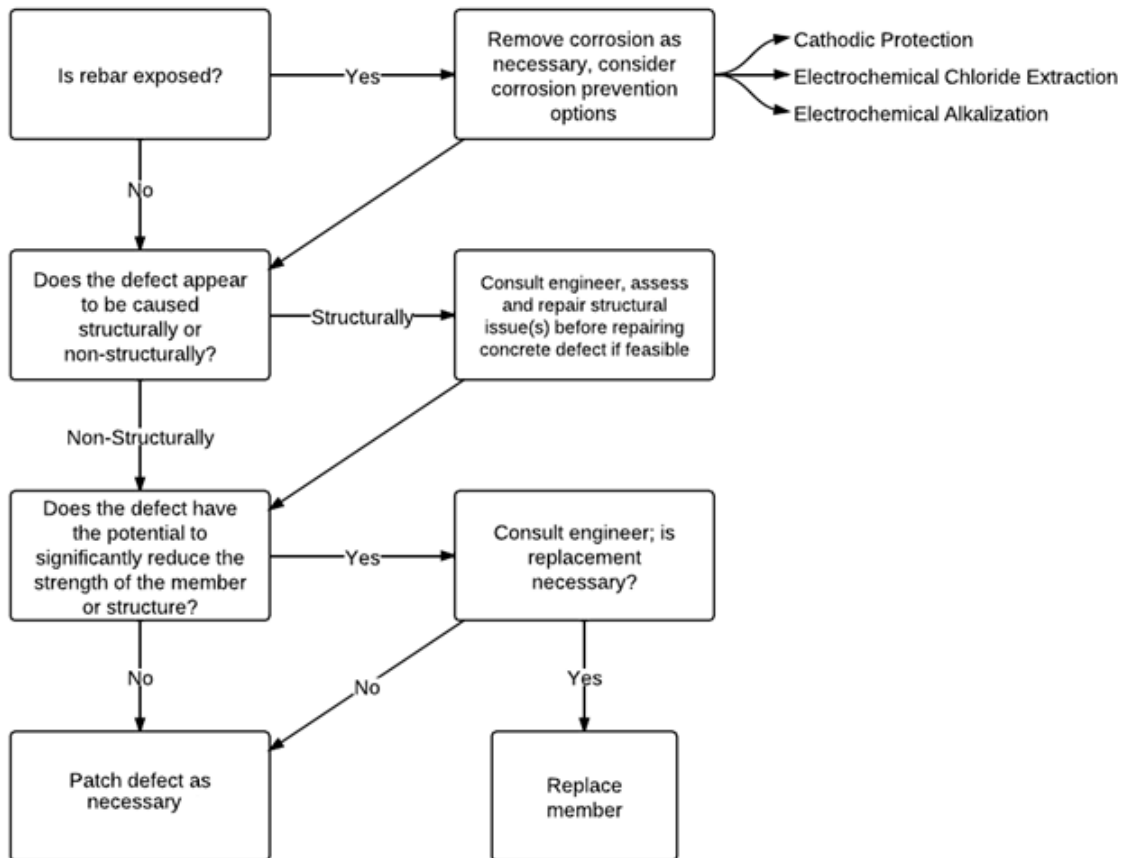 Is rebar exposed?
Yes
Remove corrosion as
necessary, consider
corrosion prevention
options
Cathodic Protection
Electrochemical Chloride Extraction
Electrochemical Alkalization
No
Does the defect appear
to be caused
structurally or
non-structurally?
Structurally
Consult engineer, assess
and repair structural
issue(s) before repairing
concrete defect if feasible
Non-Structurally
Does the defect have
the potential to
significantly reduce the
strength of the member
or structure?
Yes
Consult engineer; is
replacement
necessary?
No
No
Yes
Patch defect as
necessary
Replace
member